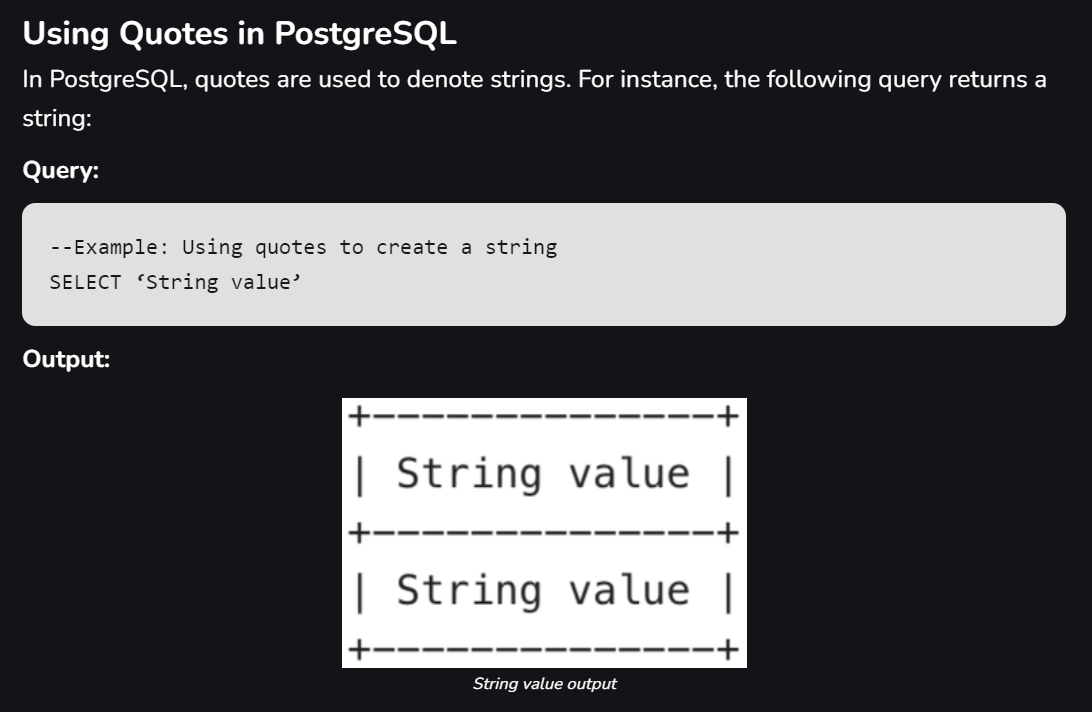 Using Quotes in PostgreSQL
In PostgreSQL, quotes are used to denote strings. For instance, the following query returns a
string:
Query:
--Example: Using quotes to create a string
SELECT ‘String value’
Output:
+--------------+
| String value |
+--------------+
| String value |
+--------------+
String value output